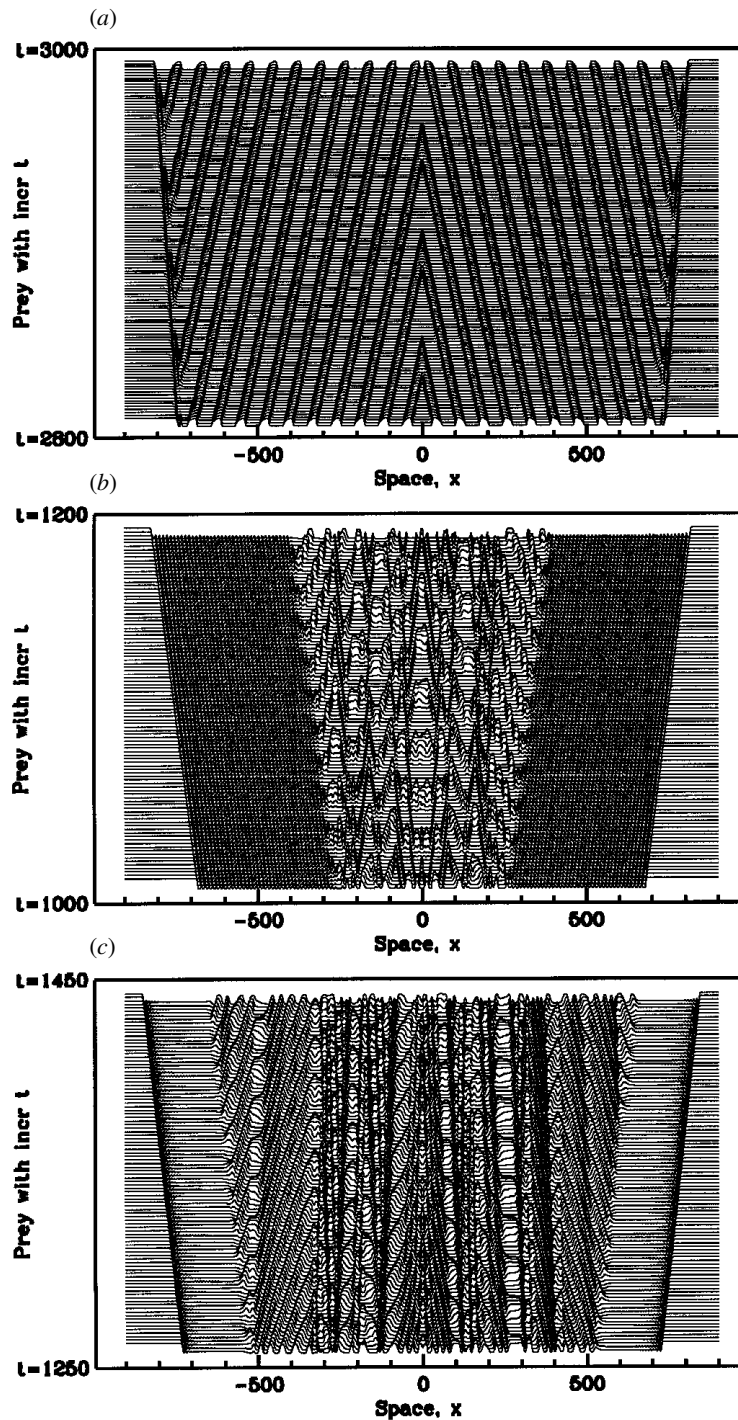 (a)
t=3000
Prey with incr t
t=2800
-500 0 500
Space, x
(b)
t=1200
Prey with incr t
t=1000
-500 0 500
Space, x
(c)
t=1450
Prey with incr t
t=1250
-500 0 500
Space, x